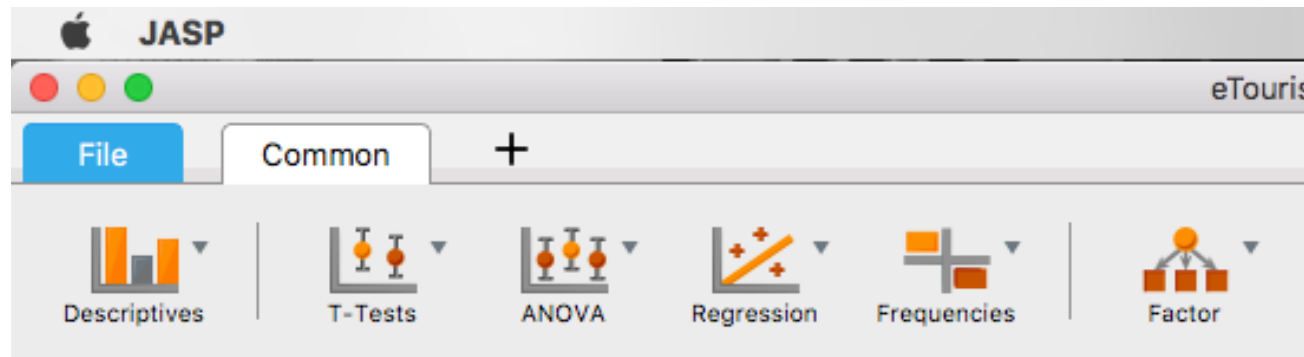 JASP
eTouris
File Common +
Descriptives T-Tests ANOVA Regression Frequencies Factor